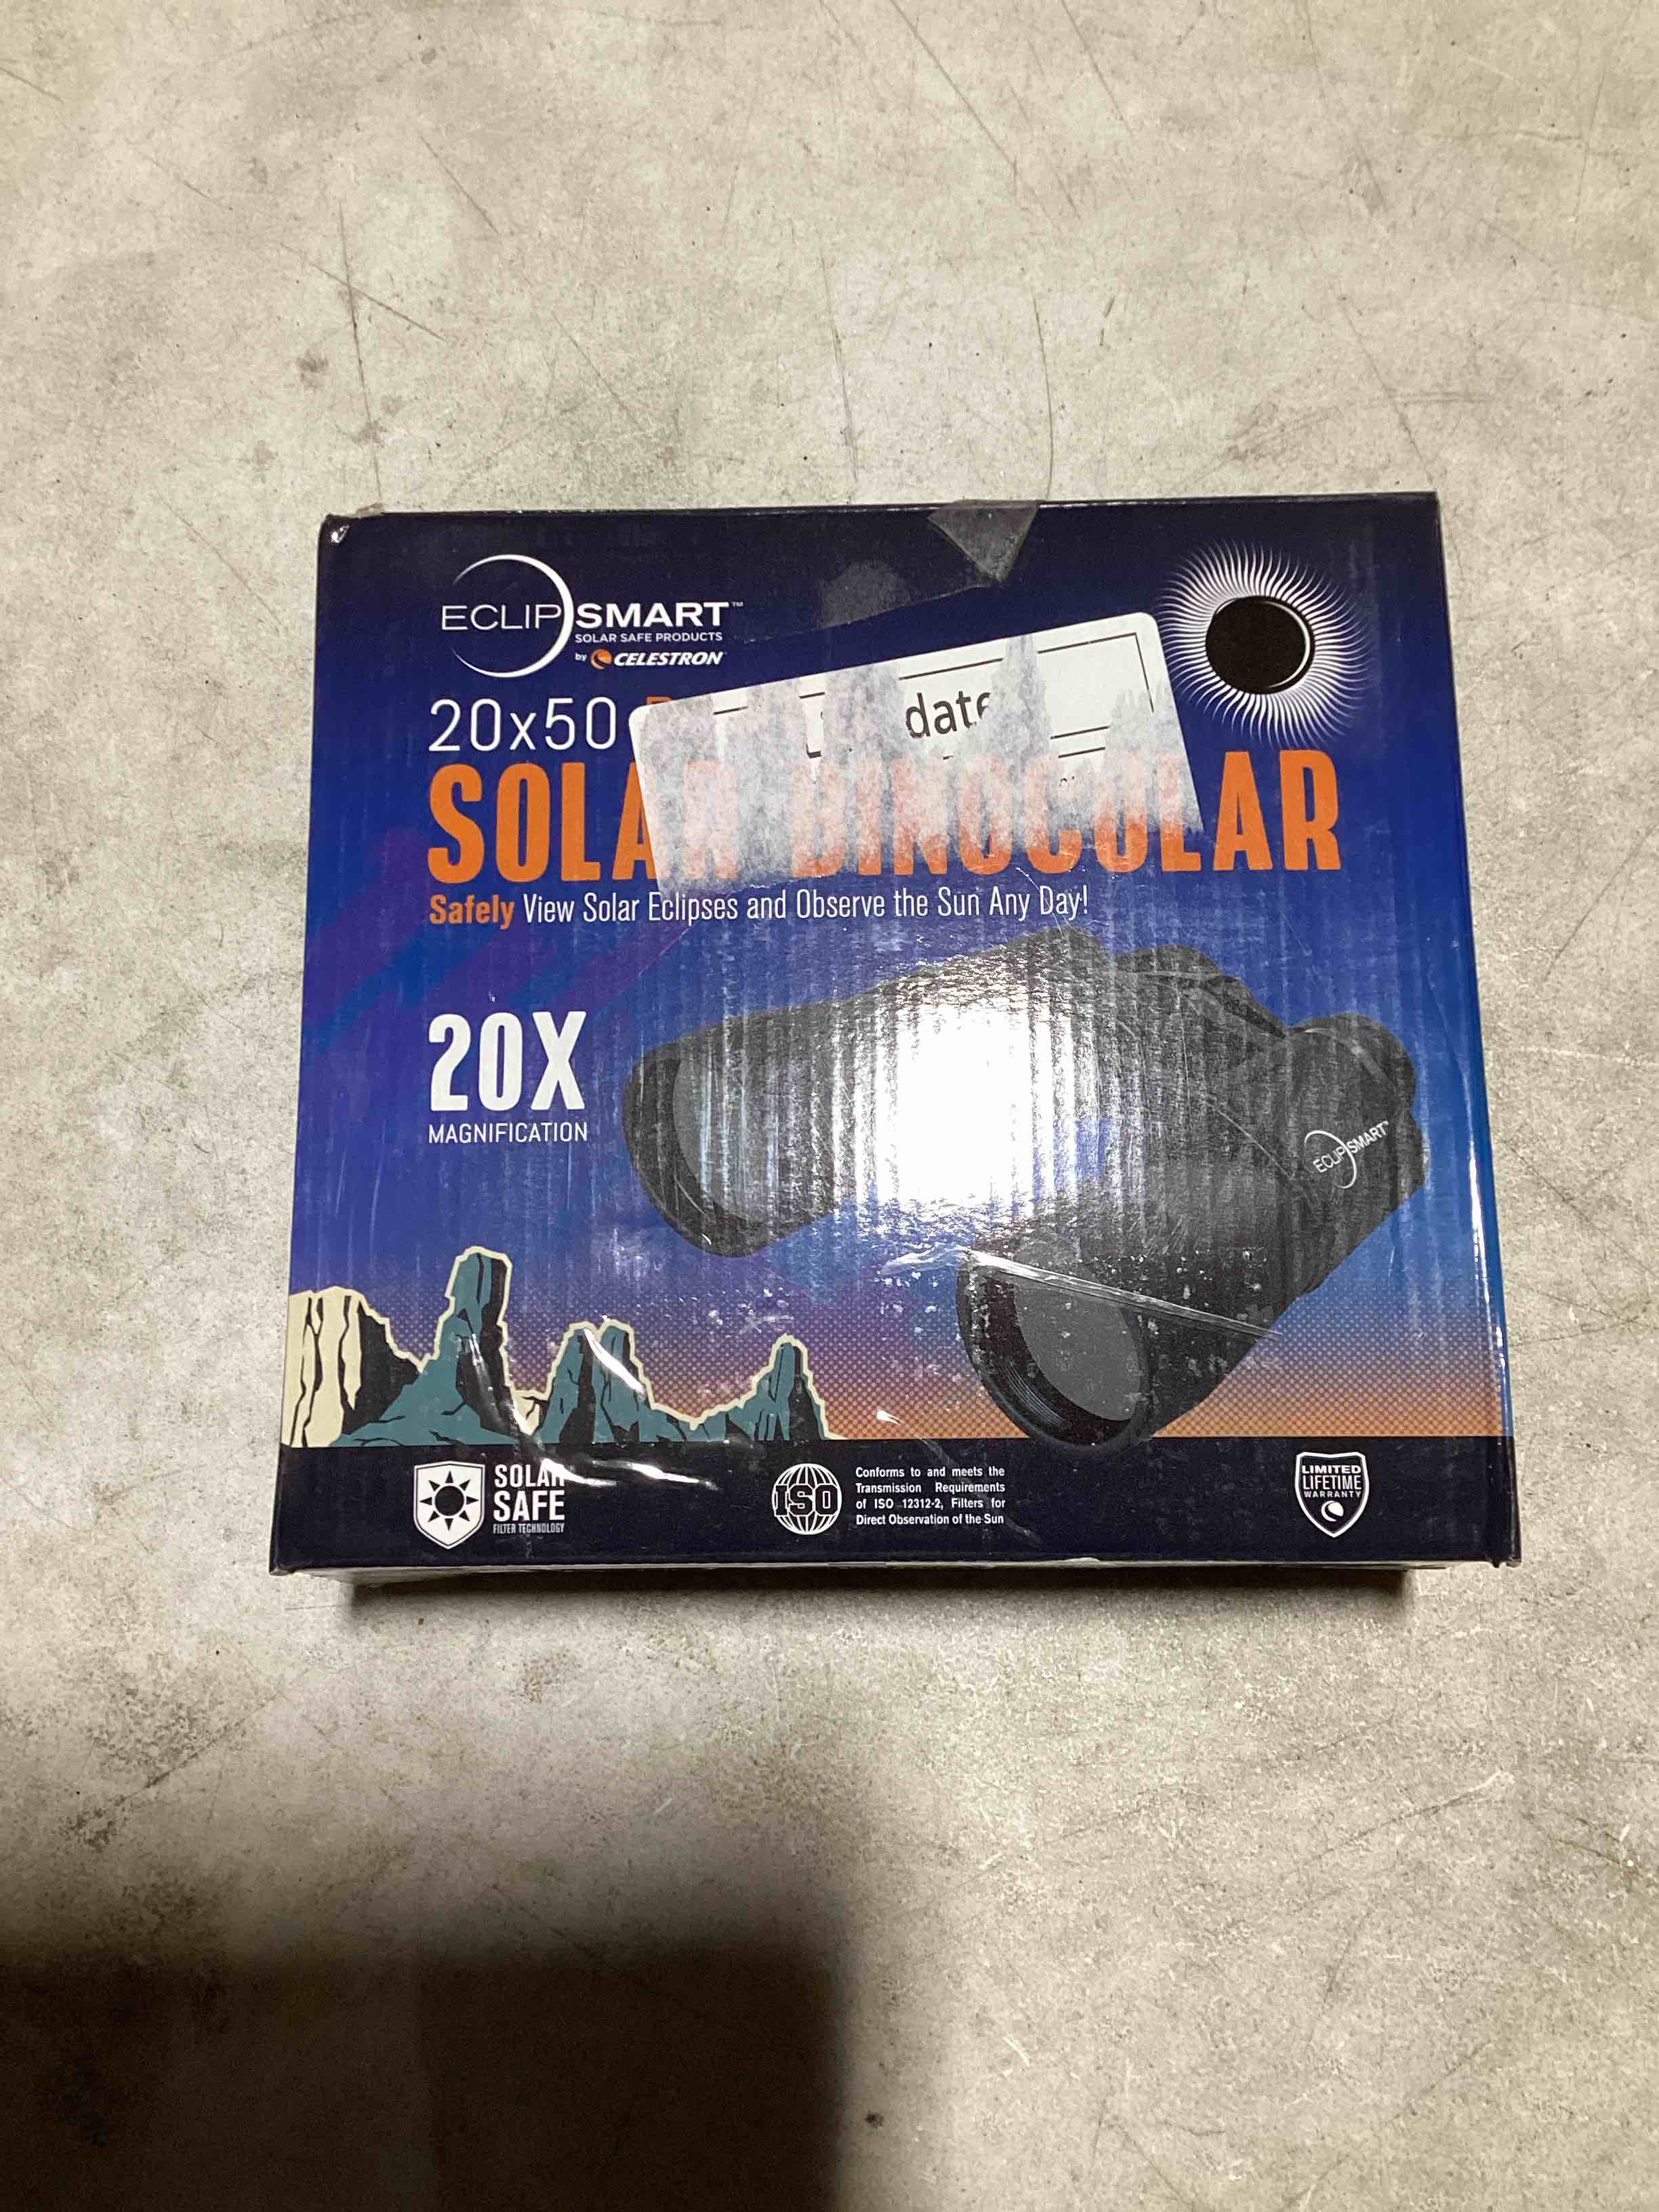 ECLIPSMART™
SOLAR SAFE PRODUCTS
by CELESTRON
20x50
date
SOLAR BINOCULAR
Safely View Solar Eclipses and Observe the Sun Any Day!
20X
MAGNIFICATION
ECLIPSMART™
SOLAR
SAFE
FILTER TECHNOLOGY
ISO
Conforms to and meets the
Transmission Requirements
of ISO 12312-2, Filters for
Direct Observation of the Sun
LIMITED
LIFETIME
WARRANTY